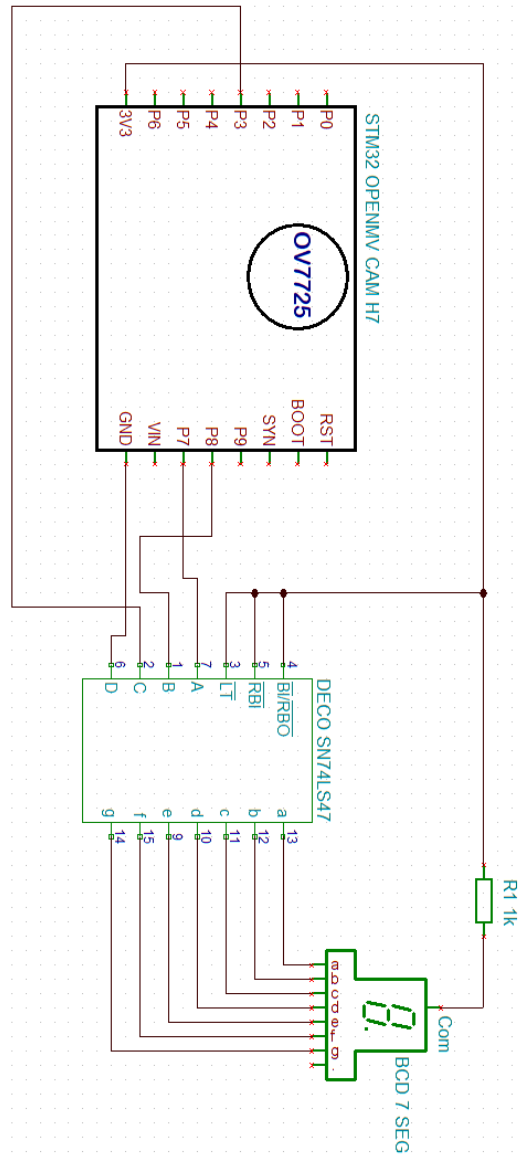 STM32 OPENMV CAM H7
3V3
P6
P5
P4
P3
P2
P1
P0
OV7725
GND
VIN
P7
P8
P9
SYN
BOOT
RST
DECO SN74LS47
6
2
1
7
3
5
4
D
C
B
A
LT
RBI
BI/RBO
g
f
e
d
c
b
a
14
15
9
10
11
12
13
R1 1k
a
b
c
d
e
f
g
.
Com
BCD 7 SEG